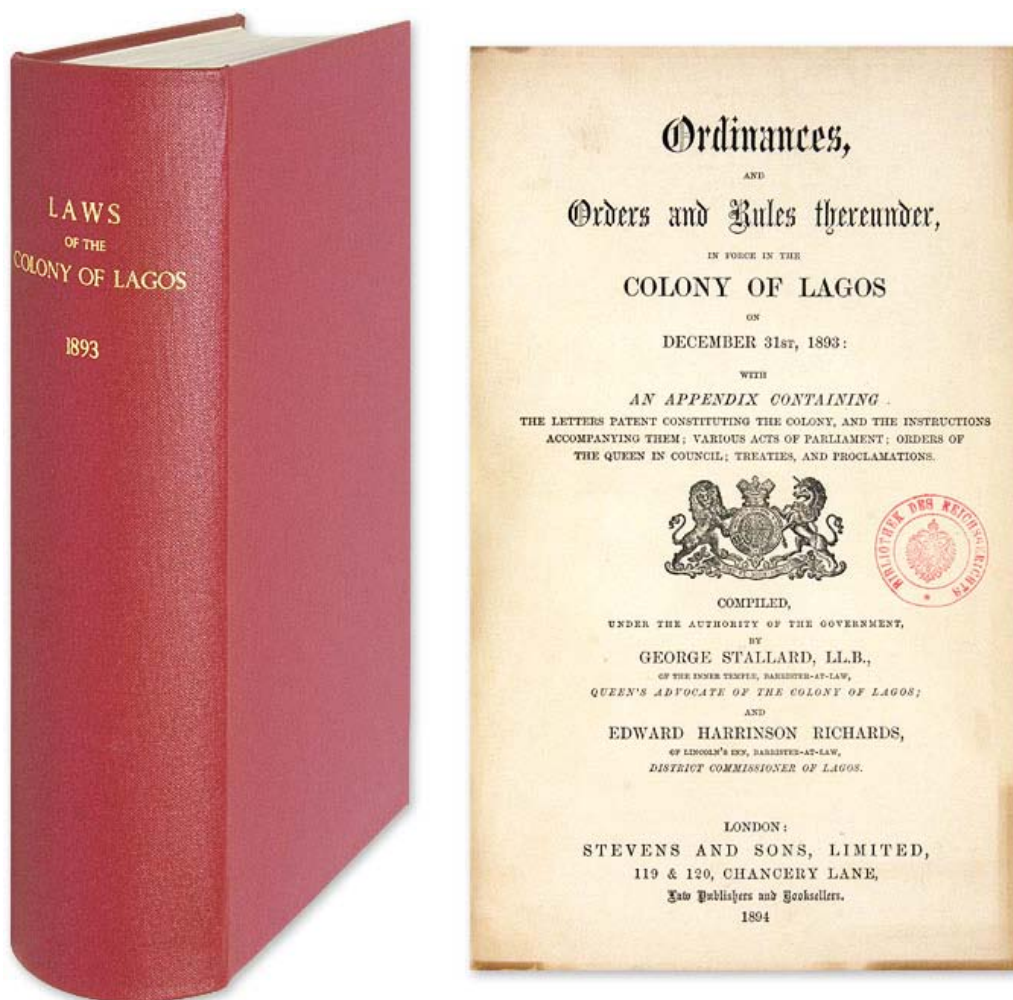 LAWS
OF THE
COLONY OF LAGOS
1893
Ordinances,
AND
Orders and Rules thereunder,
IN FORCE IN THE
COLONY OF LAGOS
ON
DECEMBER 31ST, 1893:
WITH
AN APPENDIX CONTAINING
THE LETTERS PATENT CONSTITUTING THE COLONY, AND THE INSTRUCTIONS
ACCOMPANYING THEM; VARIOUS ACTS OF PARLIAMENT; ORDERS OF
THE QUEEN IN COUNCIL; TREATIES, AND PROCLAMATIONS.
BIBLIOTHEK DES REICHSGERICHTS
COMPILED,
UNDER THE AUTHORITY OF THE GOVERNMENT,
BY
GEORGE STALLARD, LL.B.,
OF THE INNER TEMPLE, BARRISTER-AT-LAW,
QUEEN'S ADVOCATE OF THE COLONY OF LAGOS;
AND
EDWARD HARRINSON RICHARDS,
OF LINCOLN'S INN, BARRISTER-AT-LAW,
DISTRICT COMMISSIONER OF LAGOS.
LONDON:
STEVENS AND SONS, LIMITED,
119 & 120, CHANCERY LANE,
Law Publishers and Booksellers.
1894